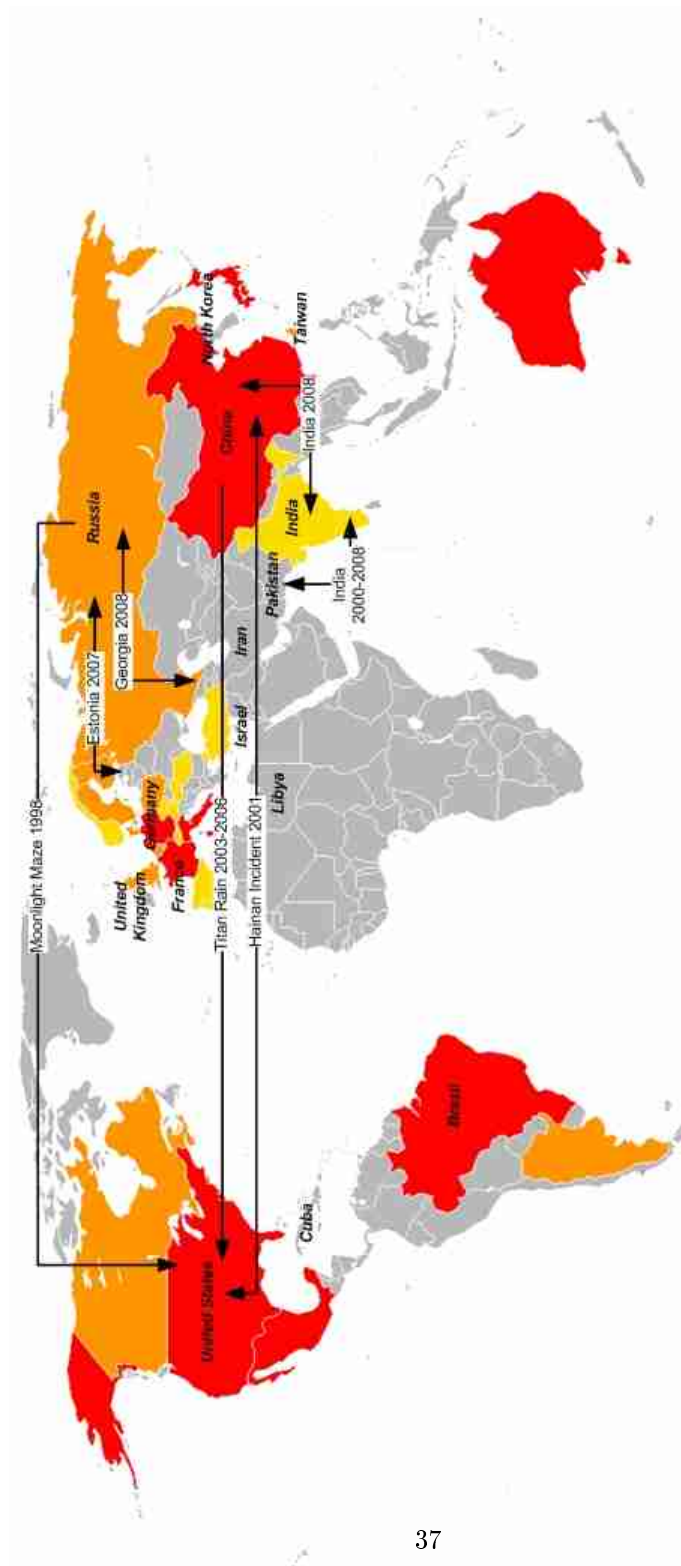 Moonlight Maze 1998
Estonia 2007
Georgia 2008
Titan Rain 2003-2006
Hainan Incident 2001
India 2008
India
2000-2008
United States
Cuba
Brasil
United
Kingdom
France
Germany
Russia
Israel
Iran
Libya
Pakistan
India
China
North Korea
Taiwan
37